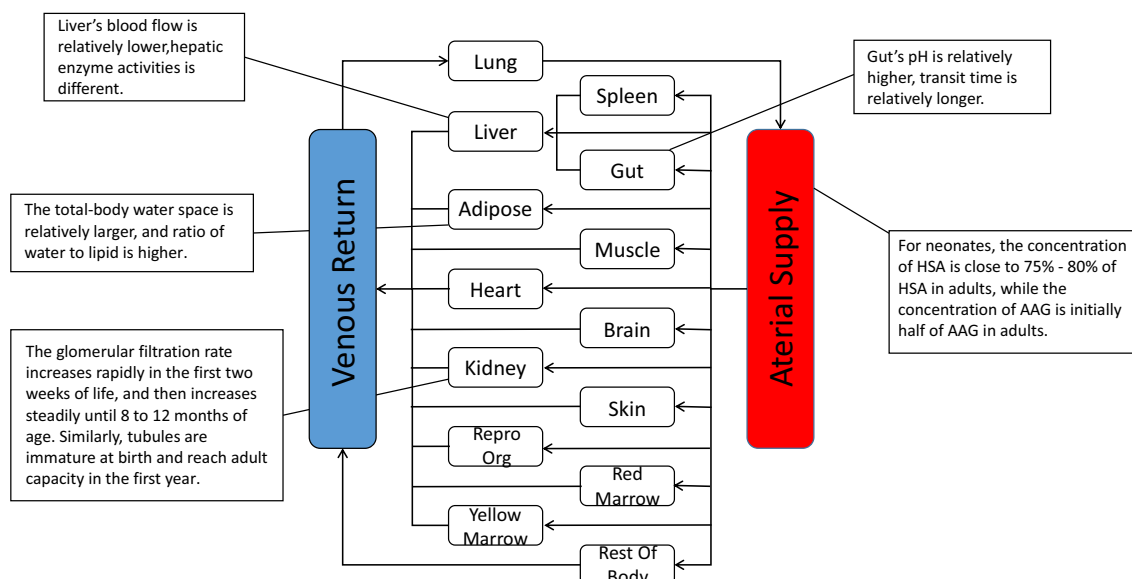 Liver's blood flow is
relatively lower,hepatic
enzyme activities is
different.
Lung
Gut's pH is relatively
higher, transit time is
relatively longer.
Spleen
Liver
Gut
The total-body water space is
relatively larger, and ratio of
water to lipid is higher.
Adipose
Muscle
Venous Return
Aterial Supply
For neonates, the concentration
of HSA is close to 75% - 80% of
HSA in adults, while the
concentration of AAG is initially
half of AAG in adults.
Heart
Brain
The glomerular filtration rate
increases rapidly in the first two
weeks of life, and then increases
steadily until 8 to 12 months of
age. Similarly, tubules are
immature at birth and reach adult
capacity in the first year.
Kidney
Skin
Repro
Org
Red
Marrow
Yellow
Marrow
Rest Of
Body